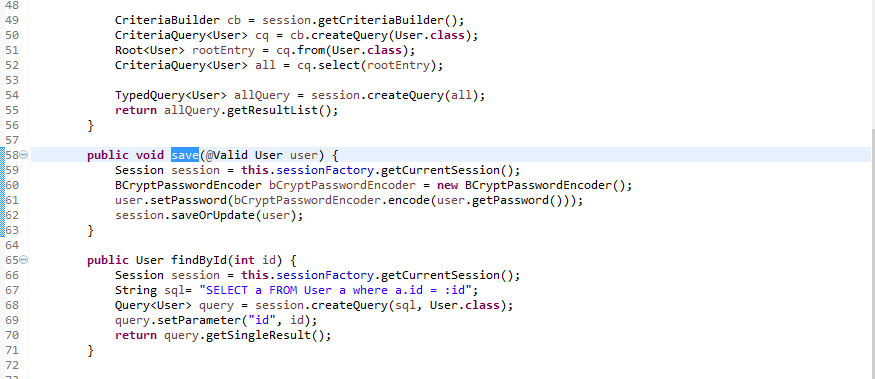 48
49 CriteriaBuilder cb = session.getCriteriaBuilder();
50 CriteriaQuery<User> cq = cb.createQuery(User.class);
51 Root<User> rootEntry = cq.from(User.class);
52 CriteriaQuery<User> all = cq.select(rootEntry);
53
54 TypedQuery<User> allQuery = session.createQuery(all);
55 return allQuery.getResultList();
56 }
57
58 public void save(@Valid User user) {
59 Session session = this.sessionFactory.getCurrentSession();
60 BCryptPasswordEncoder bCryptPasswordEncoder = new BCryptPasswordEncoder();
61 user.setPassword(bCryptPasswordEncoder.encode(user.getPassword()));
62 session.saveOrUpdate(user);
63 }
64
65 public User findById(int id) {
66 Session session = this.sessionFactory.getCurrentSession();
67 String sql= "SELECT a FROM User a where a.id = :id";
68 Query<User> query = session.createQuery(sql, User.class);
69 query.setParameter("id", id);
70 return query.getSingleResult();
71 }
72